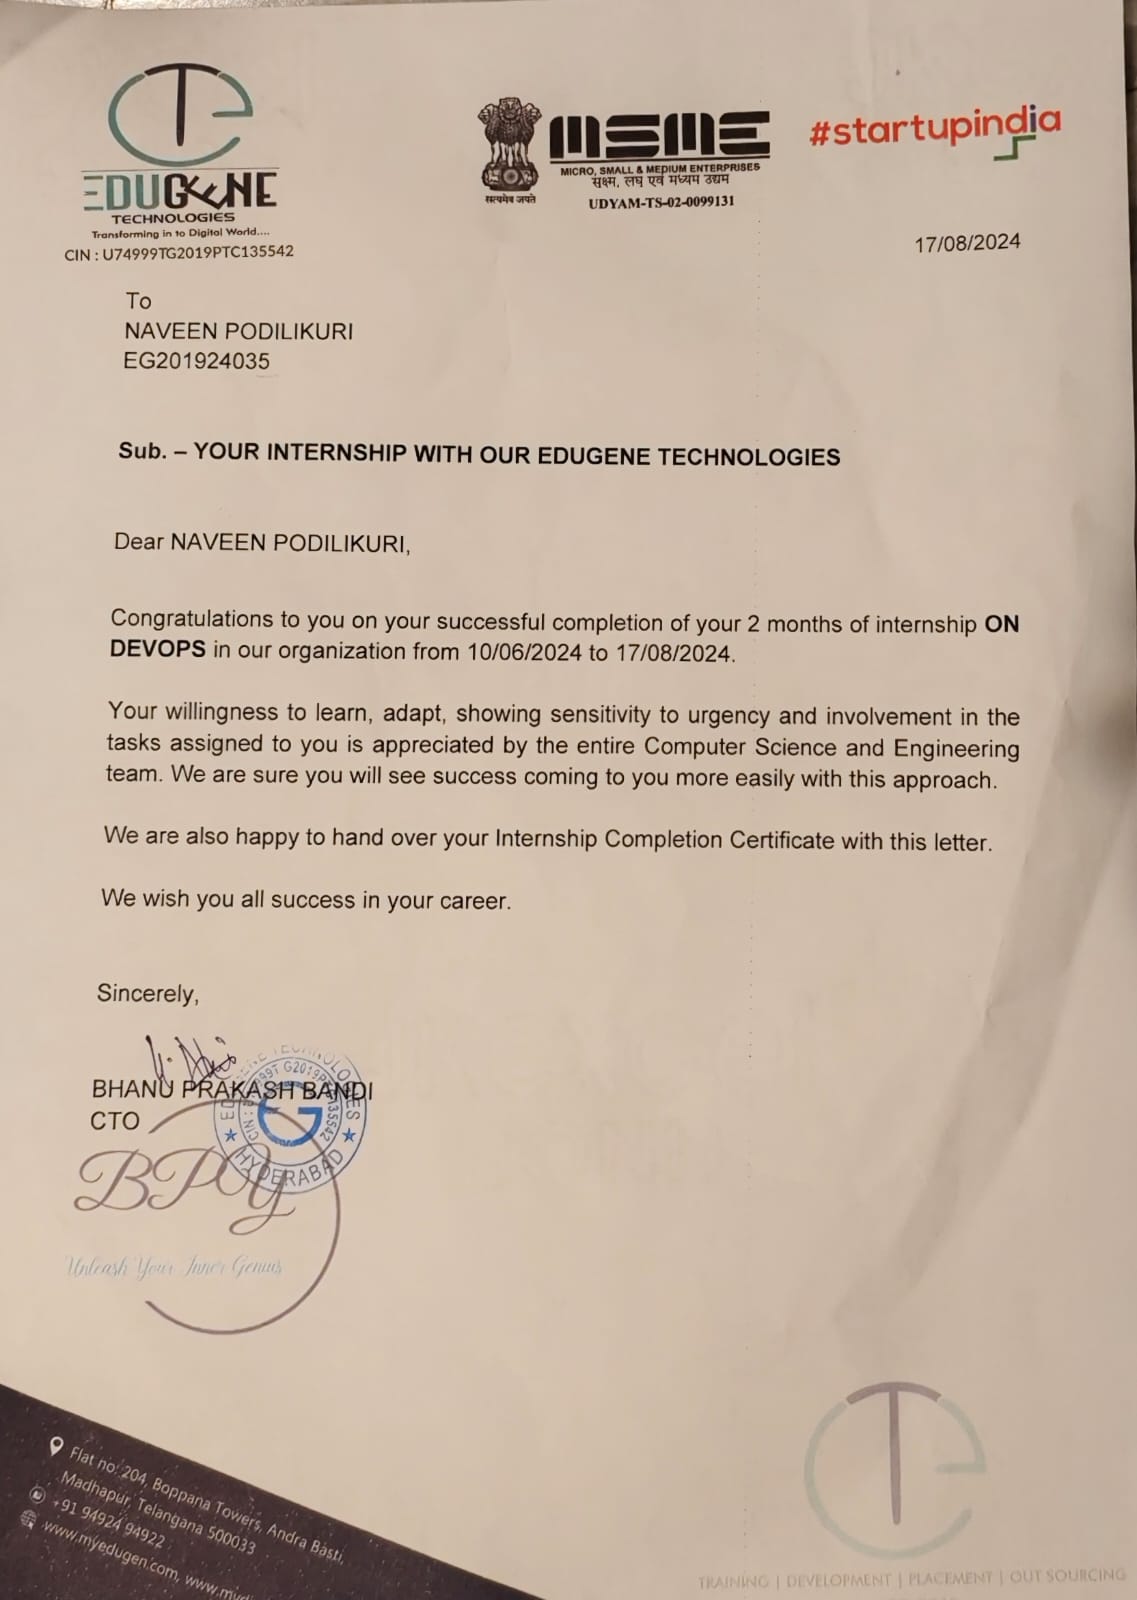 EDUGENE
TECHNOLOGIES
Transforming in to Digital World....
CIN : U74999TG2019PTC135542
सत्यमेव जयते
MSME
MICRO, SMALL & MEDIUM ENTERPRISES
सूक्ष्म, लघु एवं मध्यम उद्यम
UDYAM-TS-02-0099131
#startupindia
17/08/2024
To
NAVEEN PODILIKURI
EG201924035
Sub. – YOUR INTERNSHIP WITH OUR EDUGENE TECHNOLOGIES
Dear NAVEEN PODILIKURI,
Congratulations to you on your successful completion of your 2 months of internship ON
DEVOPS in our organization from 10/06/2024 to 17/08/2024.
Your willingness to learn, adapt, showing sensitivity to urgency and involvement in the
tasks assigned to you is appreciated by the entire Computer Science and Engineering
team. We are sure you will see success coming to you more easily with this approach.
We are also happy to hand over your Internship Completion Certificate with this letter.
We wish you all success in your career.
Sincerely,
BHANU PRAKASH BANDI
CTO
EDUGENE TECHNOLOGIES
HYDERABAD
BPY
Unleash Your Inner Genius
Flat no: 204, Boppana Towers, Andra Basti,
Madhapur, Telangana 500033
+91 94924 94922
www.myedugen.com,
TRAINING | DEVELOPMENT | PLACEMENT | OUT SOURCING